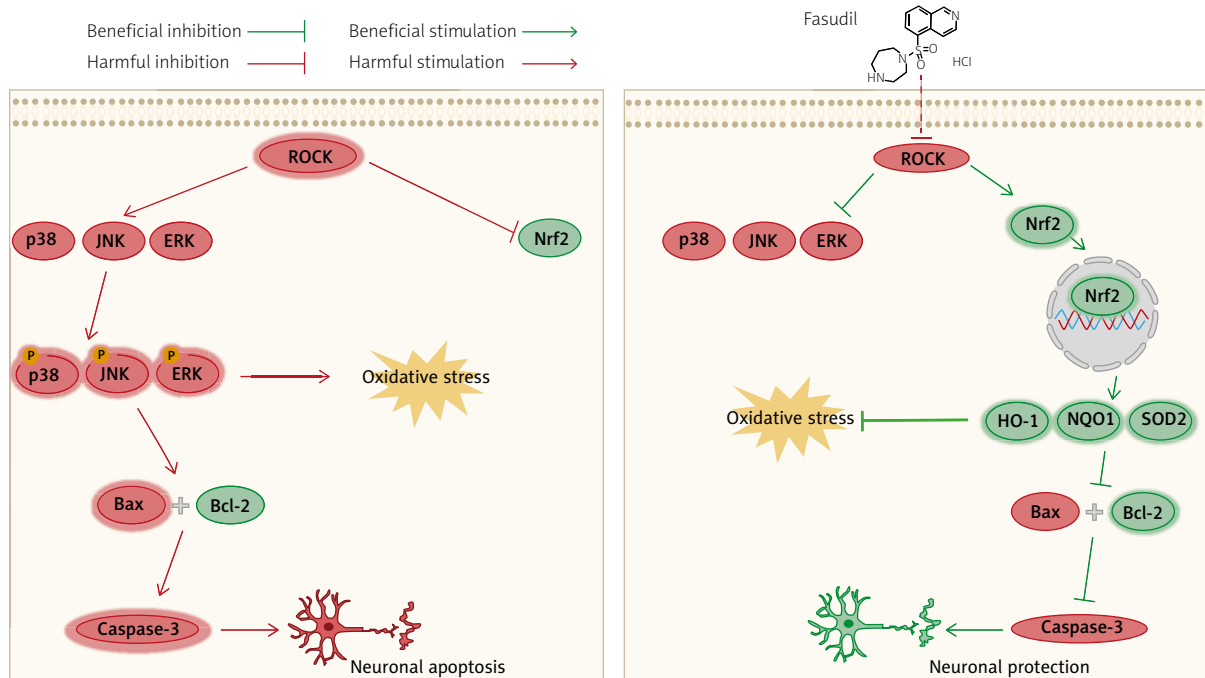 Beneficial inhibition
Beneficial stimulation
Harmful inhibition
Harmful stimulation
Fasudil
N
S
O
O
N
HN
HCl
ROCK
p38
JNK
ERK
Nrf2
P
P
P
p38
JNK
ERK
Oxidative stress
Bax
Bcl-2
Caspase-3
Neuronal apoptosis
ROCK
p38
JNK
ERK
Nrf2
Nrf2
Oxidative stress
HO-1
NQO1
SOD2
Bax
Bcl-2
Caspase-3
Neuronal protection